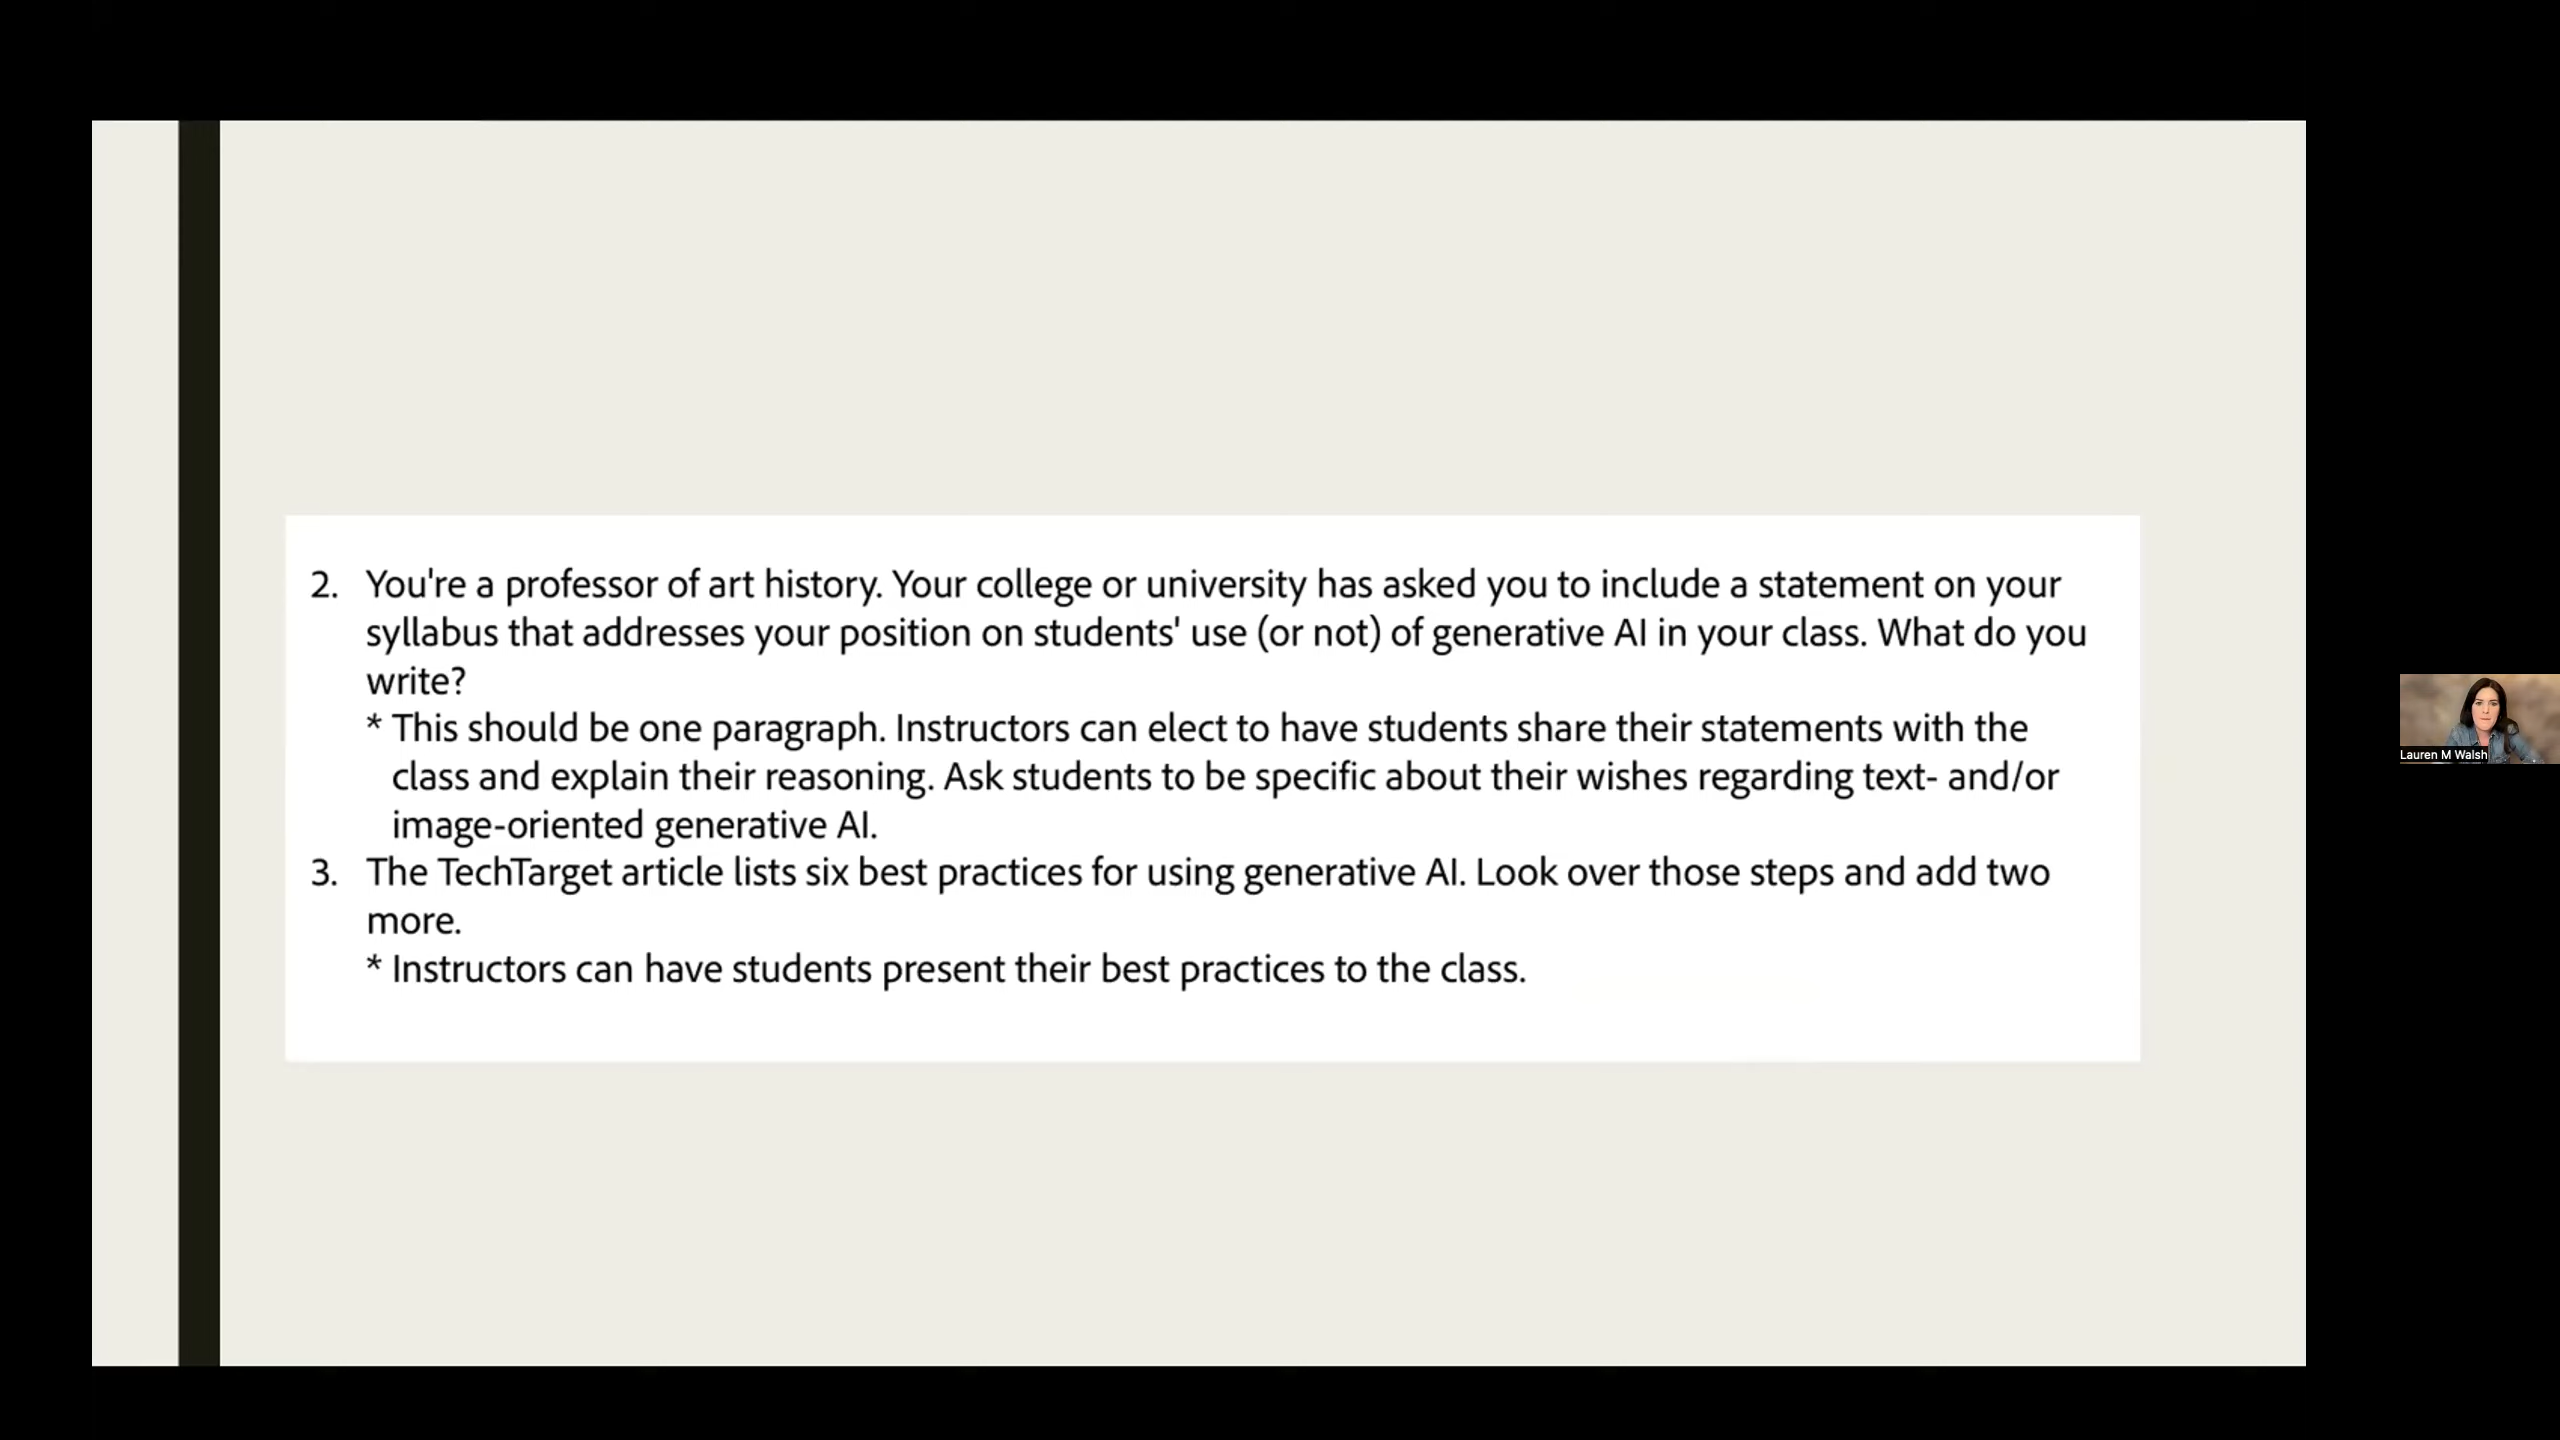 2. You're a professor of art history. Your college or university has asked you to include a statement on your
syllabus that addresses your position on students' use (or not) of generative AI in your class. What do you
write?
* This should be one paragraph. Instructors can elect to have students share their statements with the
class and explain their reasoning. Ask students to be specific about their wishes regarding text- and/or
image-oriented generative AI.
3. The TechTarget article lists six best practices for using generative AI. Look over those steps and add two
more.
* Instructors can have students present their best practices to the class.
Lauren M Walsh